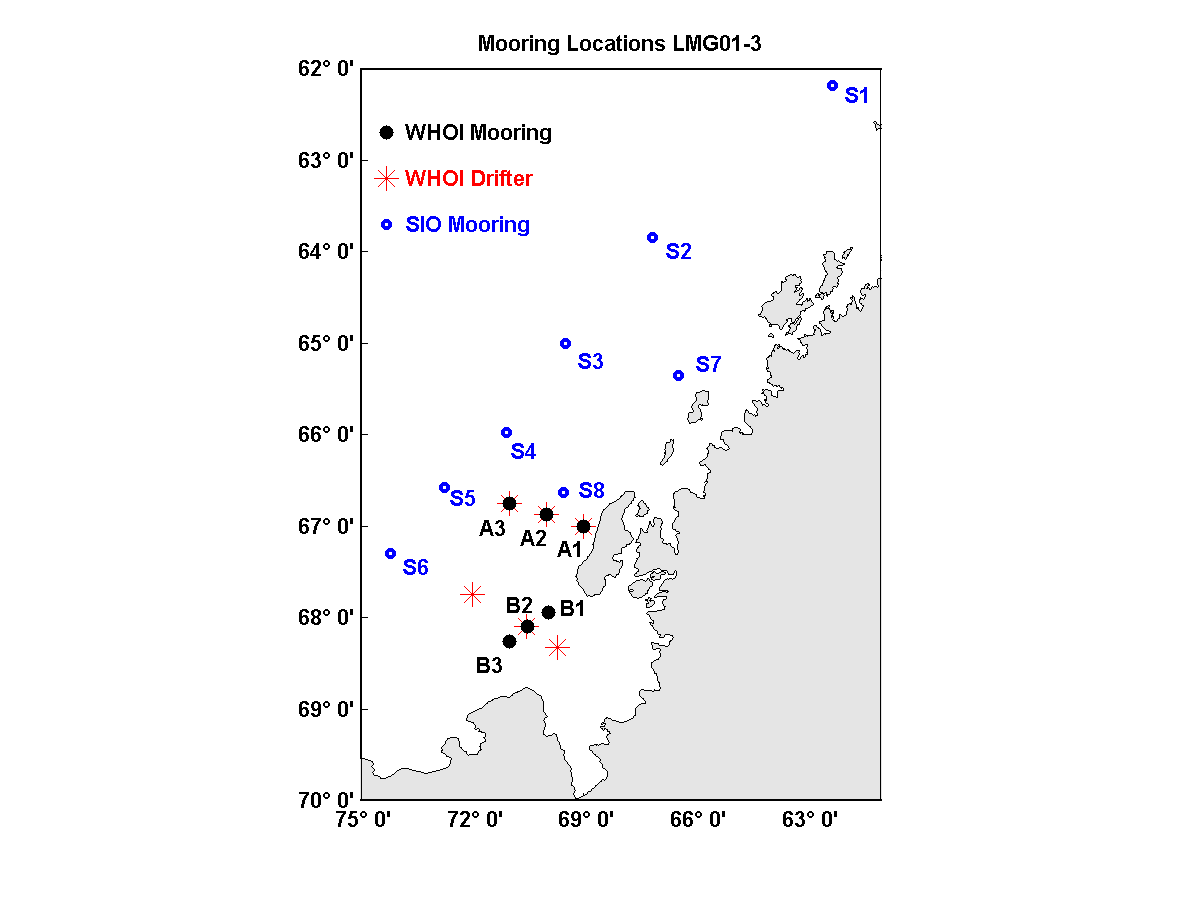 Mooring Locations LMG01-3
62° 0'
S1
WHOI Mooring
63° 0'
WHOI Drifter
SIO Mooring
64° 0'
S2
65° 0'
S3
S7
66° 0'
S4
S5
S8
67° 0'
A3
A2
A1
S6
68° 0'
B2
B1
B3
69° 0'
70° 0'
75° 0'
72° 0'
69° 0'
66° 0'
63° 0'